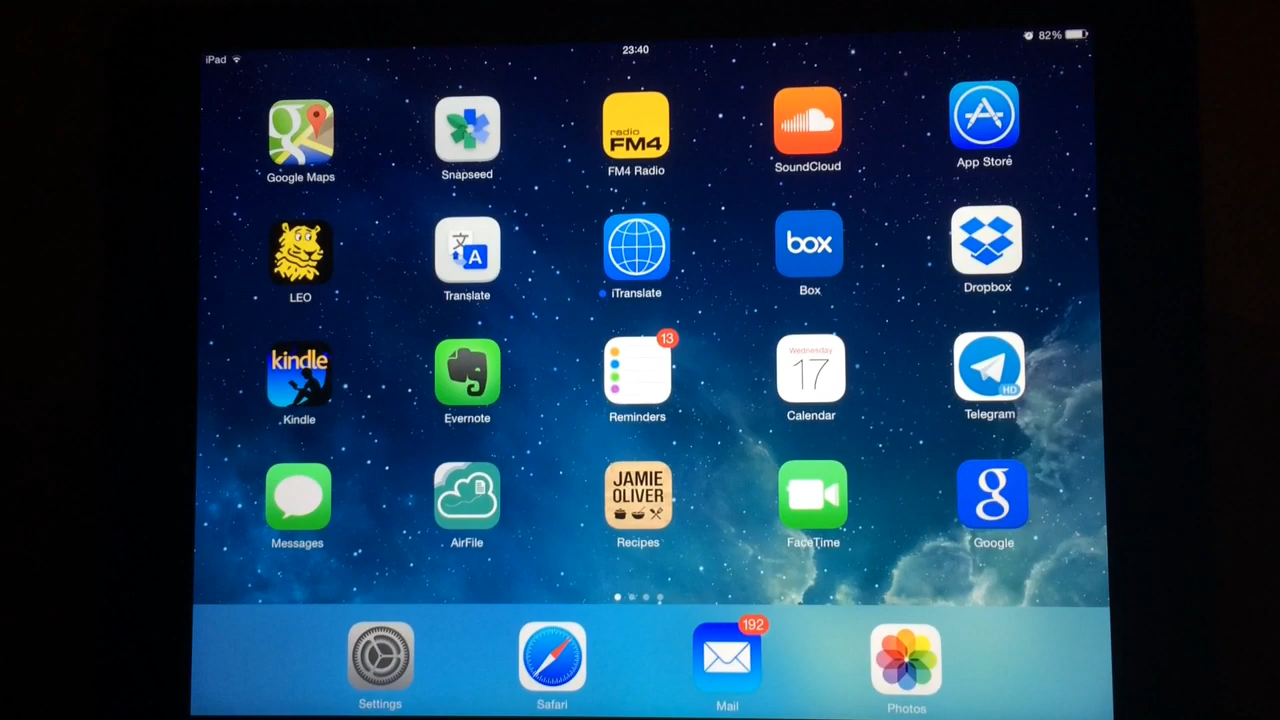 iPad 23:40 82%
Google Maps Snapseed radio FM4 FM4 Radio SoundCloud App Store
LEO 文 A Translate iTranslate box Box Dropbox
kindle Kindle Evernote 13 Reminders Wednesday 17 Calendar HD Telegram
Messages AirFile JAMIE OLIVER Recipes FaceTime g Google
Settings Safari 192 Mail Photos